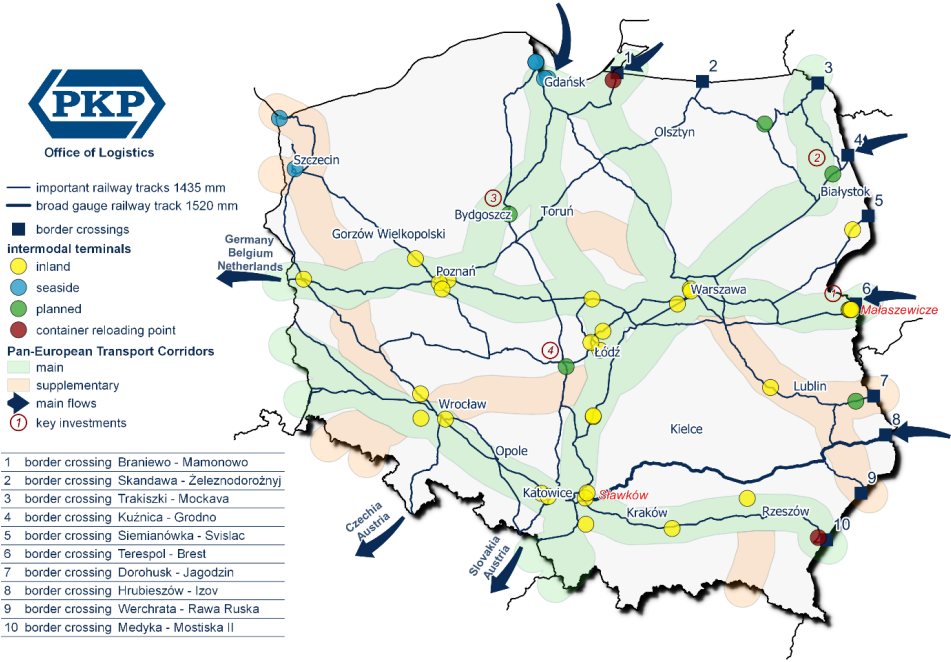 PKP
Office of Logistics
important railway tracks 1435 mm
broad gauge railway track 1520 mm
border crossings
intermodal terminals
inland
seaside
planned
container reloading point
Pan-European Transport Corridors
main
supplementary
main flows
1 key investments
1 border crossing Braniewo - Mamonowo
2 border crossing Skandawa - Żeleznodorożnyj
3 border crossing Trakiszki - Mockava
4 border crossing Kuźnica - Grodno
5 border crossing Siemianówka - Svislac
6 border crossing Terespol - Brest
7 border crossing Dorohusk - Jagodzin
8 border crossing Hrubieszów - Izov
9 border crossing Werchrata - Rawa Ruska
10 border crossing Medyka - Mostiska II
1
2
3
Gdańsk
Olsztyn
4
2
Szczecin
Białystok
3
Bydgoszcz
Toruń
5
Gorzów Wielkopolski
Germany
Belgium
Netherlands
Poznań
Warszawa
1
6
Małaszewicze
4
Łódź
Lublin
7
Wrocław
8
Kielce
Opole
9
Katowice
Sławków
Kraków
Rzeszów
10
Czechia
Austria
Slovakia
Austria